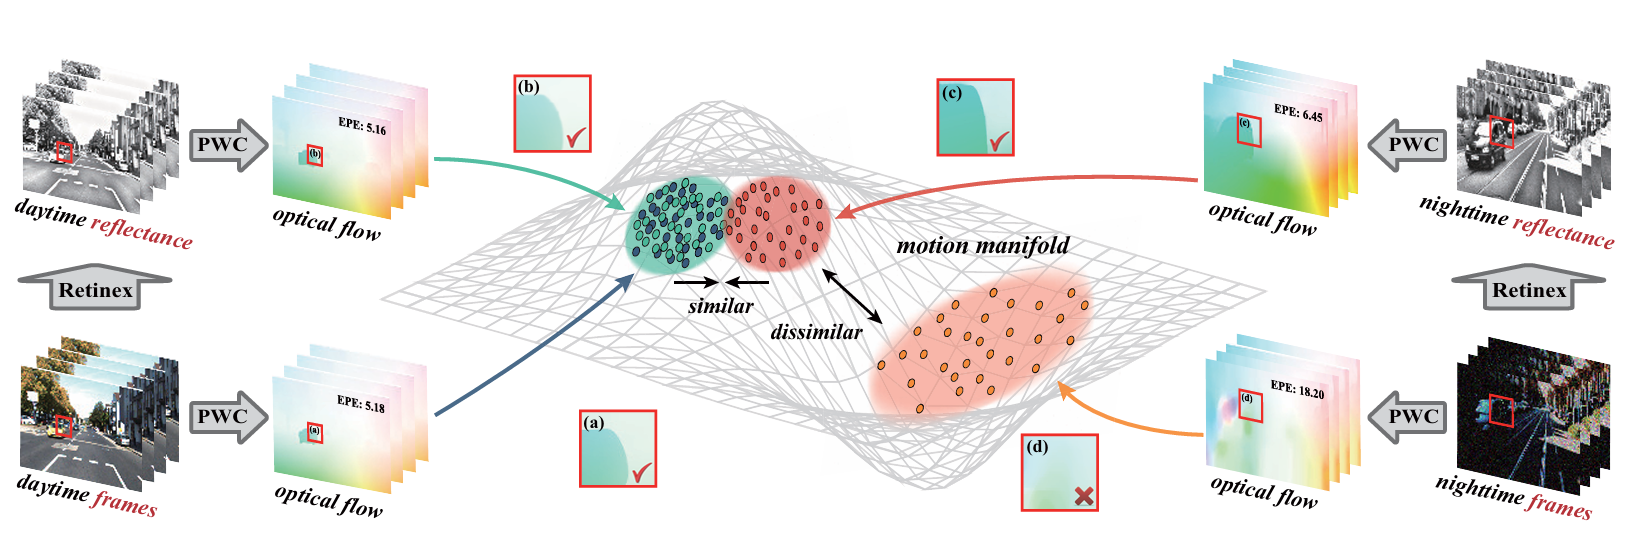 (b)
(c)
PWC
EPE: 5.16
(b)
EPE: 6.45
(c)
PWC
daytime reflectance
optical flow
optical flow
nighttime reflectance
motion manifold
Retinex
similar
dissimilar
Retinex
PWC
EPE: 5.18
(a)
EPE: 18.20
(d)
PWC
(a)
(d)
daytime frames
optical flow
optical flow
nighttime frames